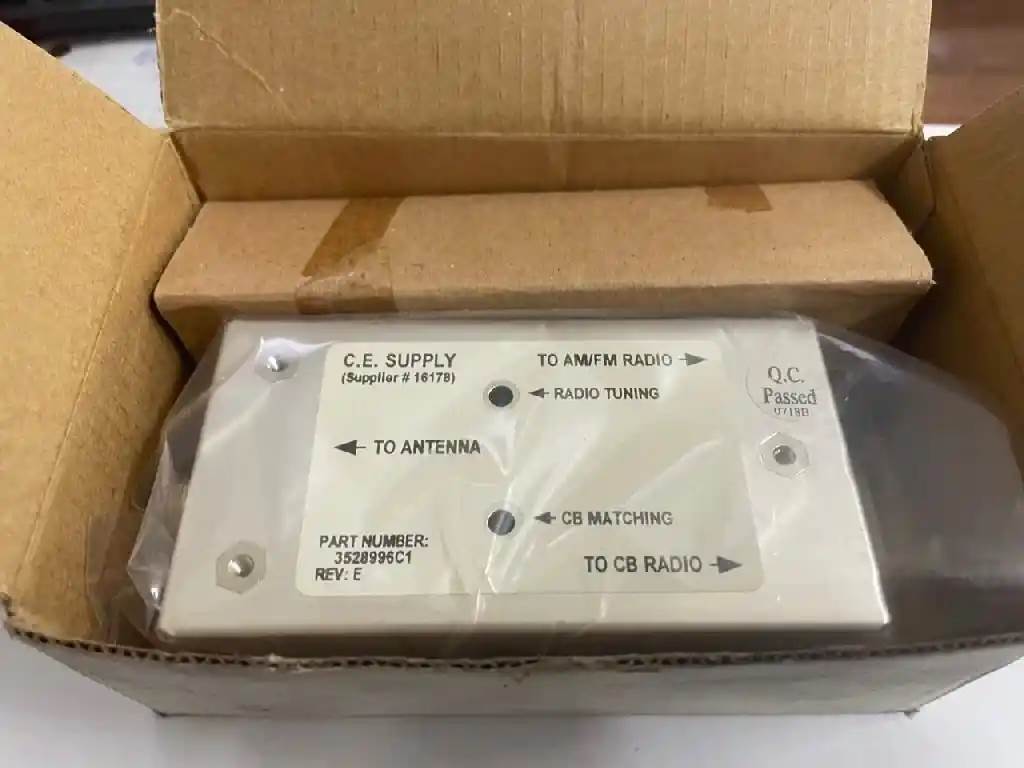 C.E. SUPPLY
(Supplier # 16178)
TO AM/FM RADIO
RADIO TUNING
Q.C.
Passed
0718B
TO ANTENNA
CB MATCHING
PART NUMBER:
3528996C1
REV: E
TO CB RADIO